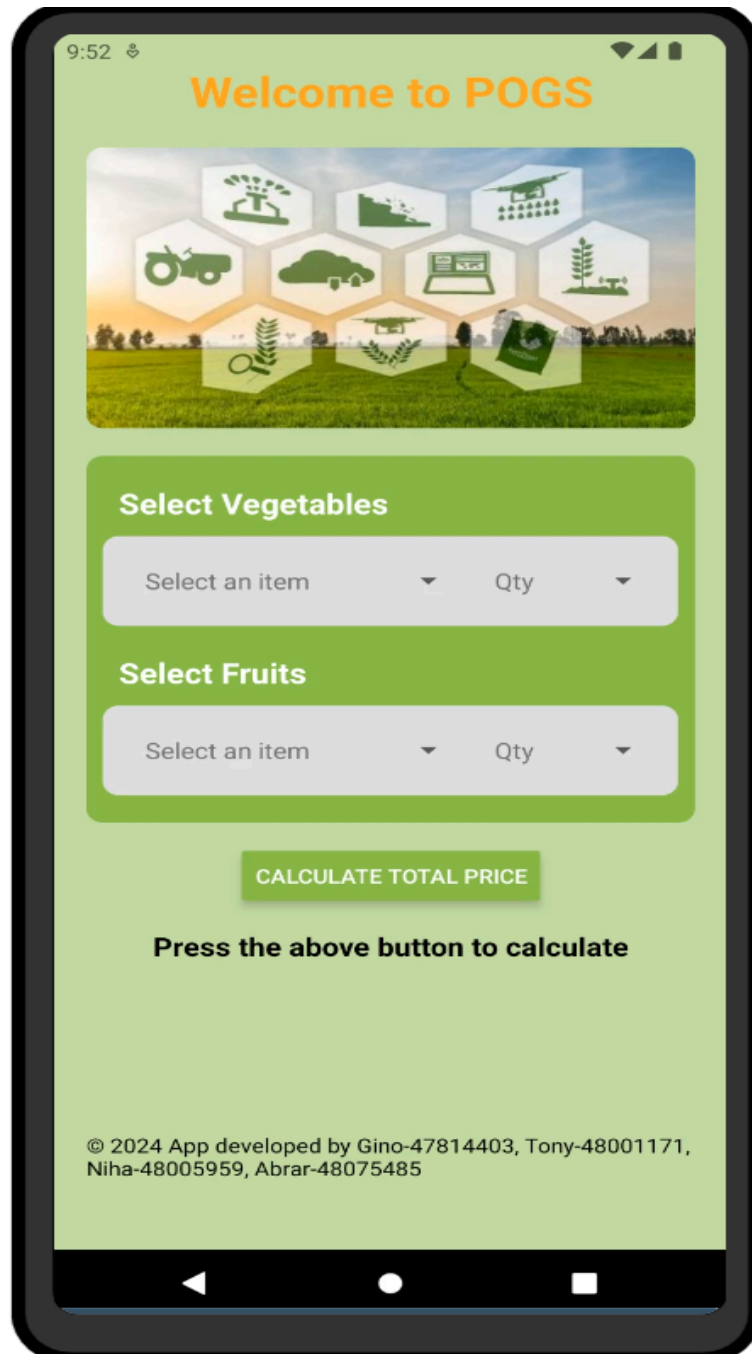 9:52
Welcome to POGS
Select Vegetables
Select an item Qty
Select Fruits
Select an item Qty
CALCULATE TOTAL PRICE
Press the above button to calculate
© 2024 App developed by Gino-47814403, Tony-48001171,
Niha-48005959, Abrar-48075485